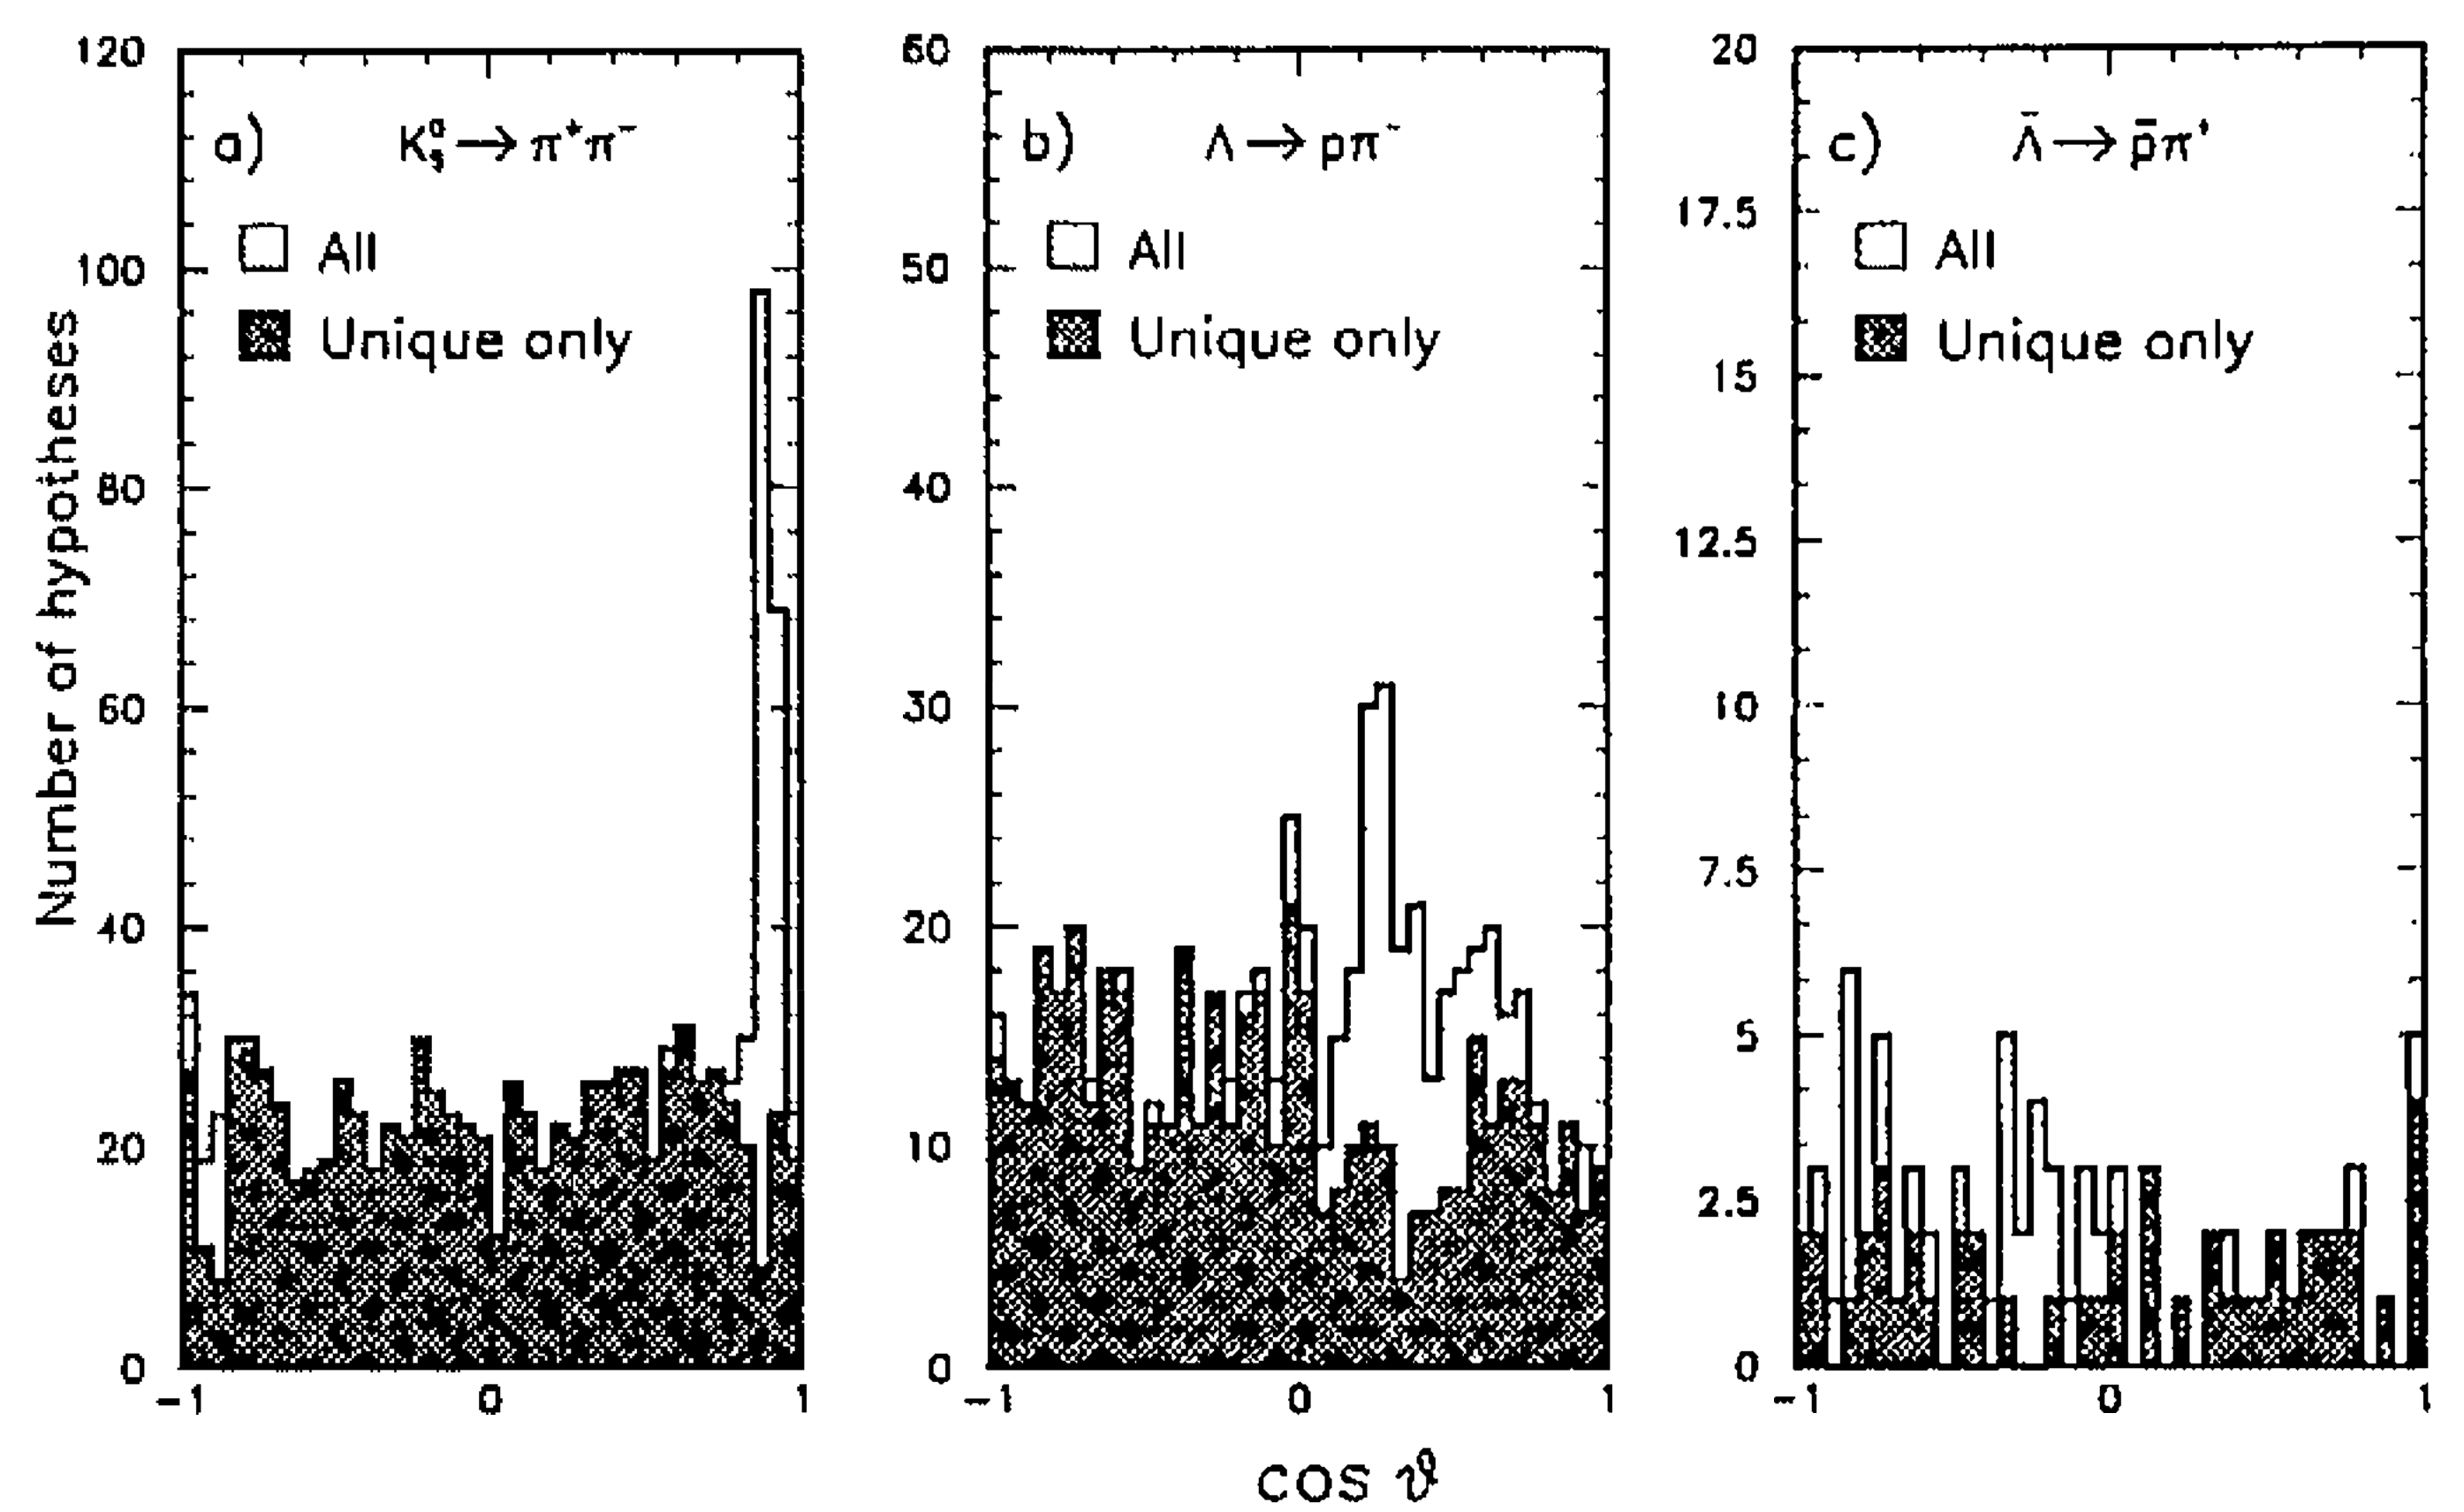 Number of hypotheses
120
100
80
60
40
20
0
-1 0 1
a) K⁰ₛ → π⁺π⁻
All
Unique only
60
50
40
30
20
10
0
-1 0 1
b) Λ → pπ⁻
All
Unique only
20
17.5
15
12.5
10
7.5
5
2.5
0
-1 0 1
c) Λ̄ → p̄π⁺
All
Unique only
cos ϑ